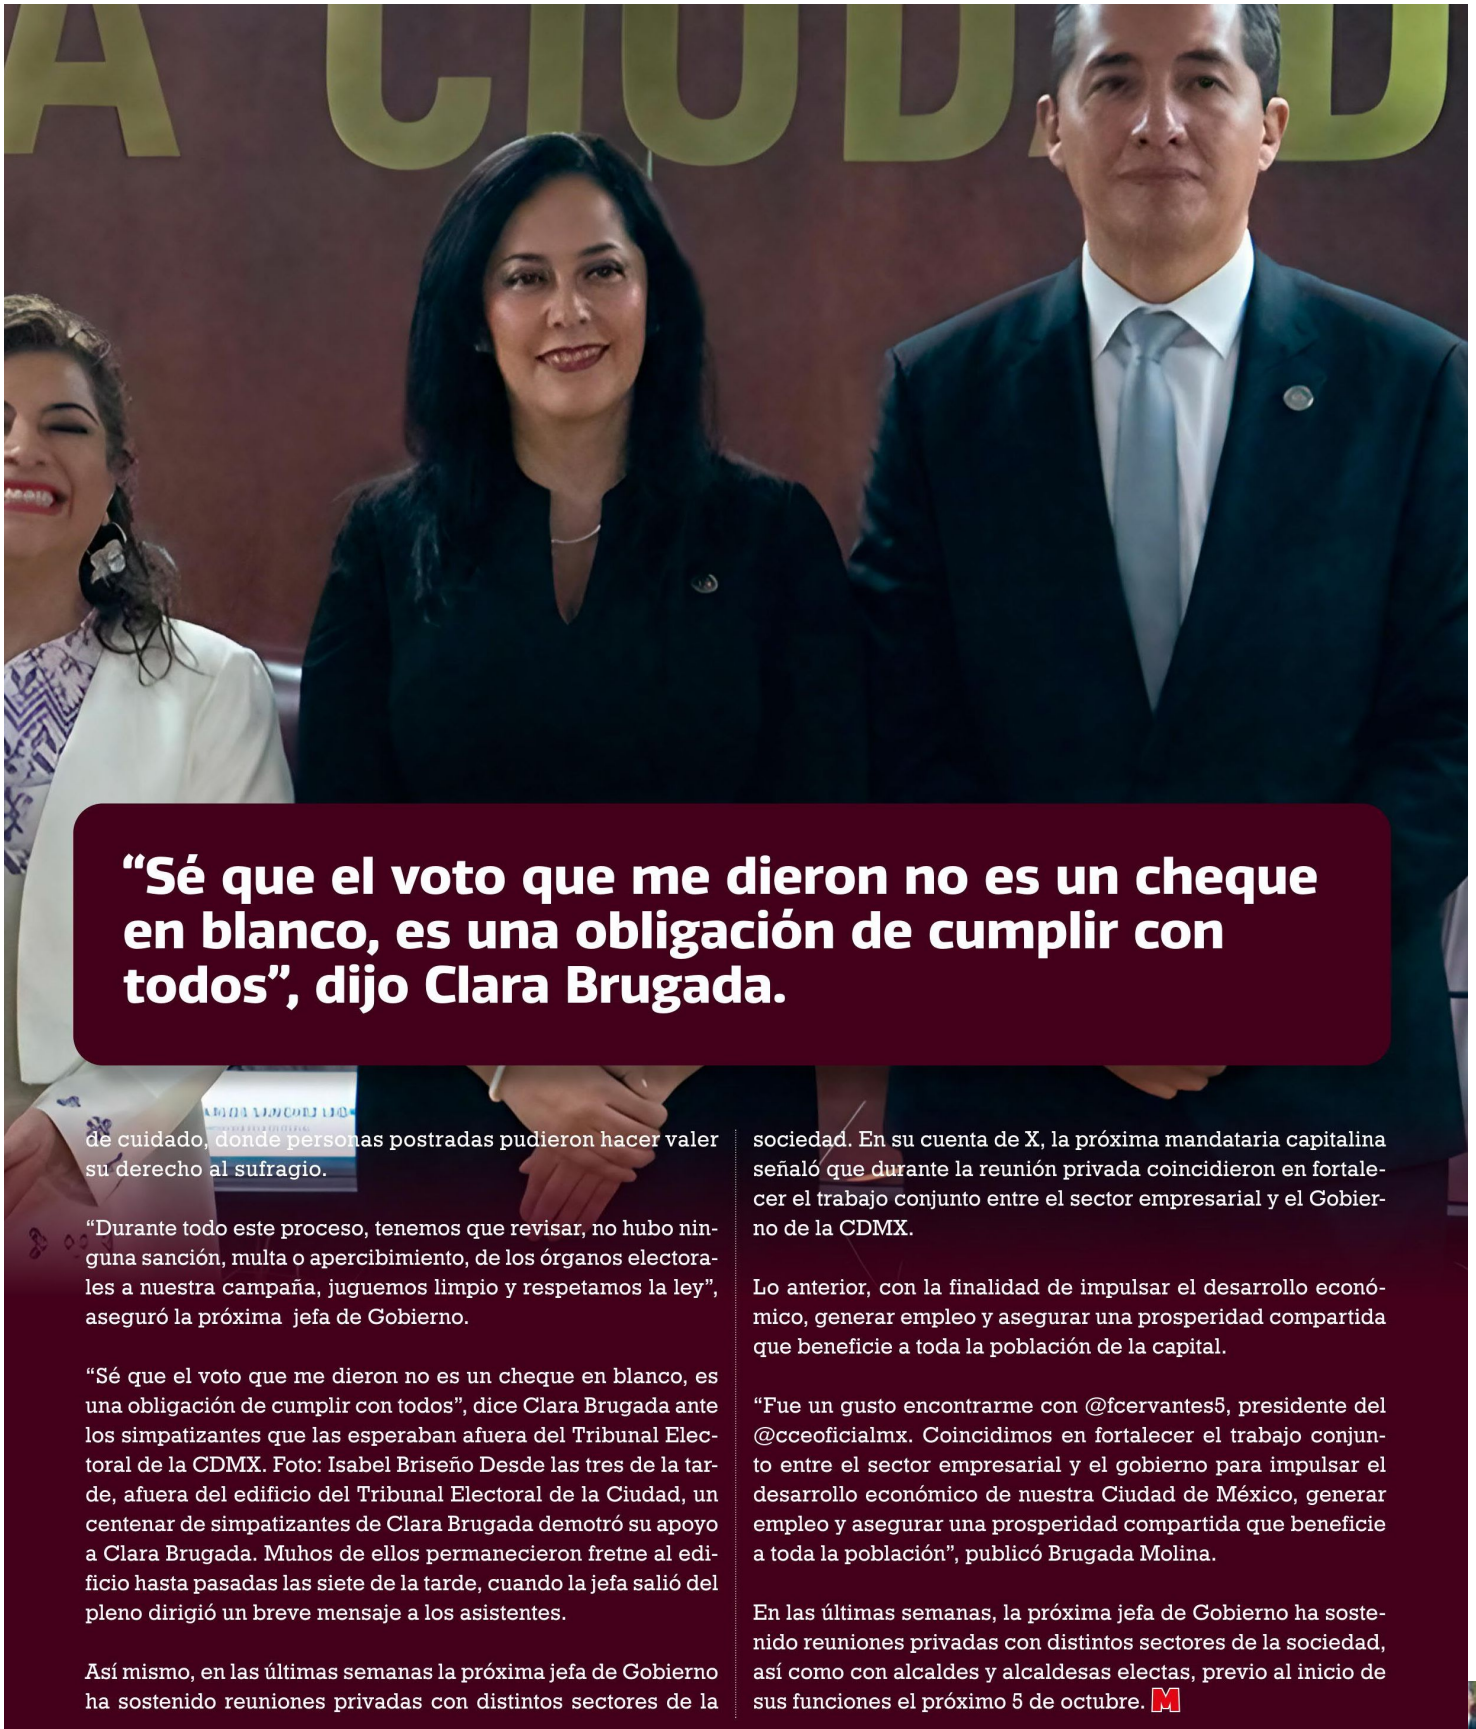 A CIUDAD
“Sé que el voto que me dieron no es un cheque
en blanco, es una obligación de cumplir con
todos”, dijo Clara Brugada.
de cuidado, donde personas postradas pudieron hacer valer
su derecho al sufragio.
“Durante todo este proceso, tenemos que revisar, no hubo nin-
guna sanción, multa o apercibimiento, de los órganos electora-
les a nuestra campaña, juguemos limpio y respetamos la ley”,
aseguró la próxima  jefa de Gobierno.
“Sé que el voto que me dieron no es un cheque en blanco, es
una obligación de cumplir con todos”, dice Clara Brugada ante
los simpatizantes que las esperaban afuera del Tribunal Elec-
toral de la CDMX. Foto: Isabel Briseño Desde las tres de la tar-
de, afuera del edificio del Tribunal Electoral de la Ciudad, un
centenar de simpatizantes de Clara Brugada demotró su apoyo
a Clara Brugada. Muhos de ellos permanecieron fretne al edi-
ficio hasta pasadas las siete de la tarde, cuando la jefa salió del
pleno dirigió un breve mensaje a los asistentes.
Así mismo, en las últimas semanas la próxima jefa de Gobierno
ha sostenido reuniones privadas con distintos sectores de la
sociedad. En su cuenta de X, la próxima mandataria capitalina
señaló que durante la reunión privada coincidieron en fortale-
cer el trabajo conjunto entre el sector empresarial y el Gobier-
no de la CDMX.
Lo anterior, con la finalidad de impulsar el desarrollo econó-
mico, generar empleo y asegurar una prosperidad compartida
que beneficie a toda la población de la capital.
“Fue un gusto encontrarme con @fcervantes5, presidente del
@cceoficialmx. Coincidimos en fortalecer el trabajo conjun-
to entre el sector empresarial y el gobierno para impulsar el
desarrollo económico de nuestra Ciudad de México, generar
empleo y asegurar una prosperidad compartida que beneficie
a toda la población”, publicó Brugada Molina.
En las últimas semanas, la próxima jefa de Gobierno ha soste-
nido reuniones privadas con distintos sectores de la sociedad,
así como con alcaldes y alcaldesas electas, previo al inicio de
sus funciones el próximo 5 de octubre. M